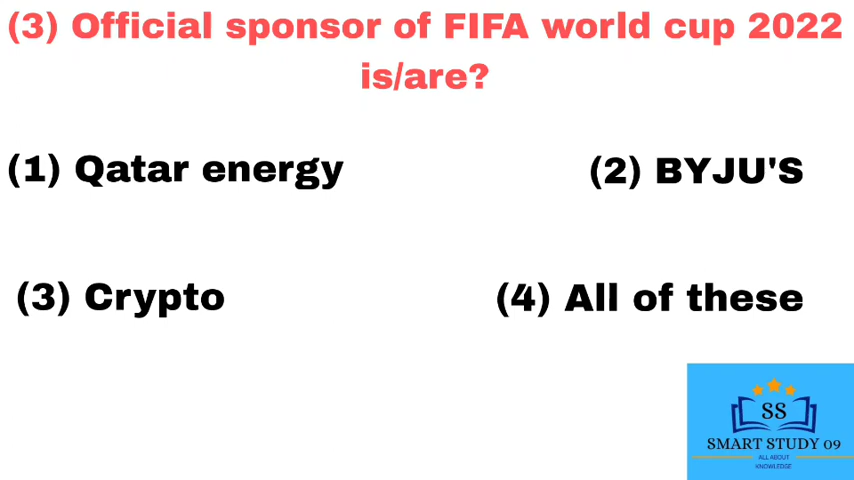 (3) Official sponsor of FIFA world cup 2022
is/are?
(1) Qatar energy
(2) BYJU'S
(3) Crypto
(4) All of these
SS
SMART STUDY 09
ALL ABOUT
KNOWLEDGE